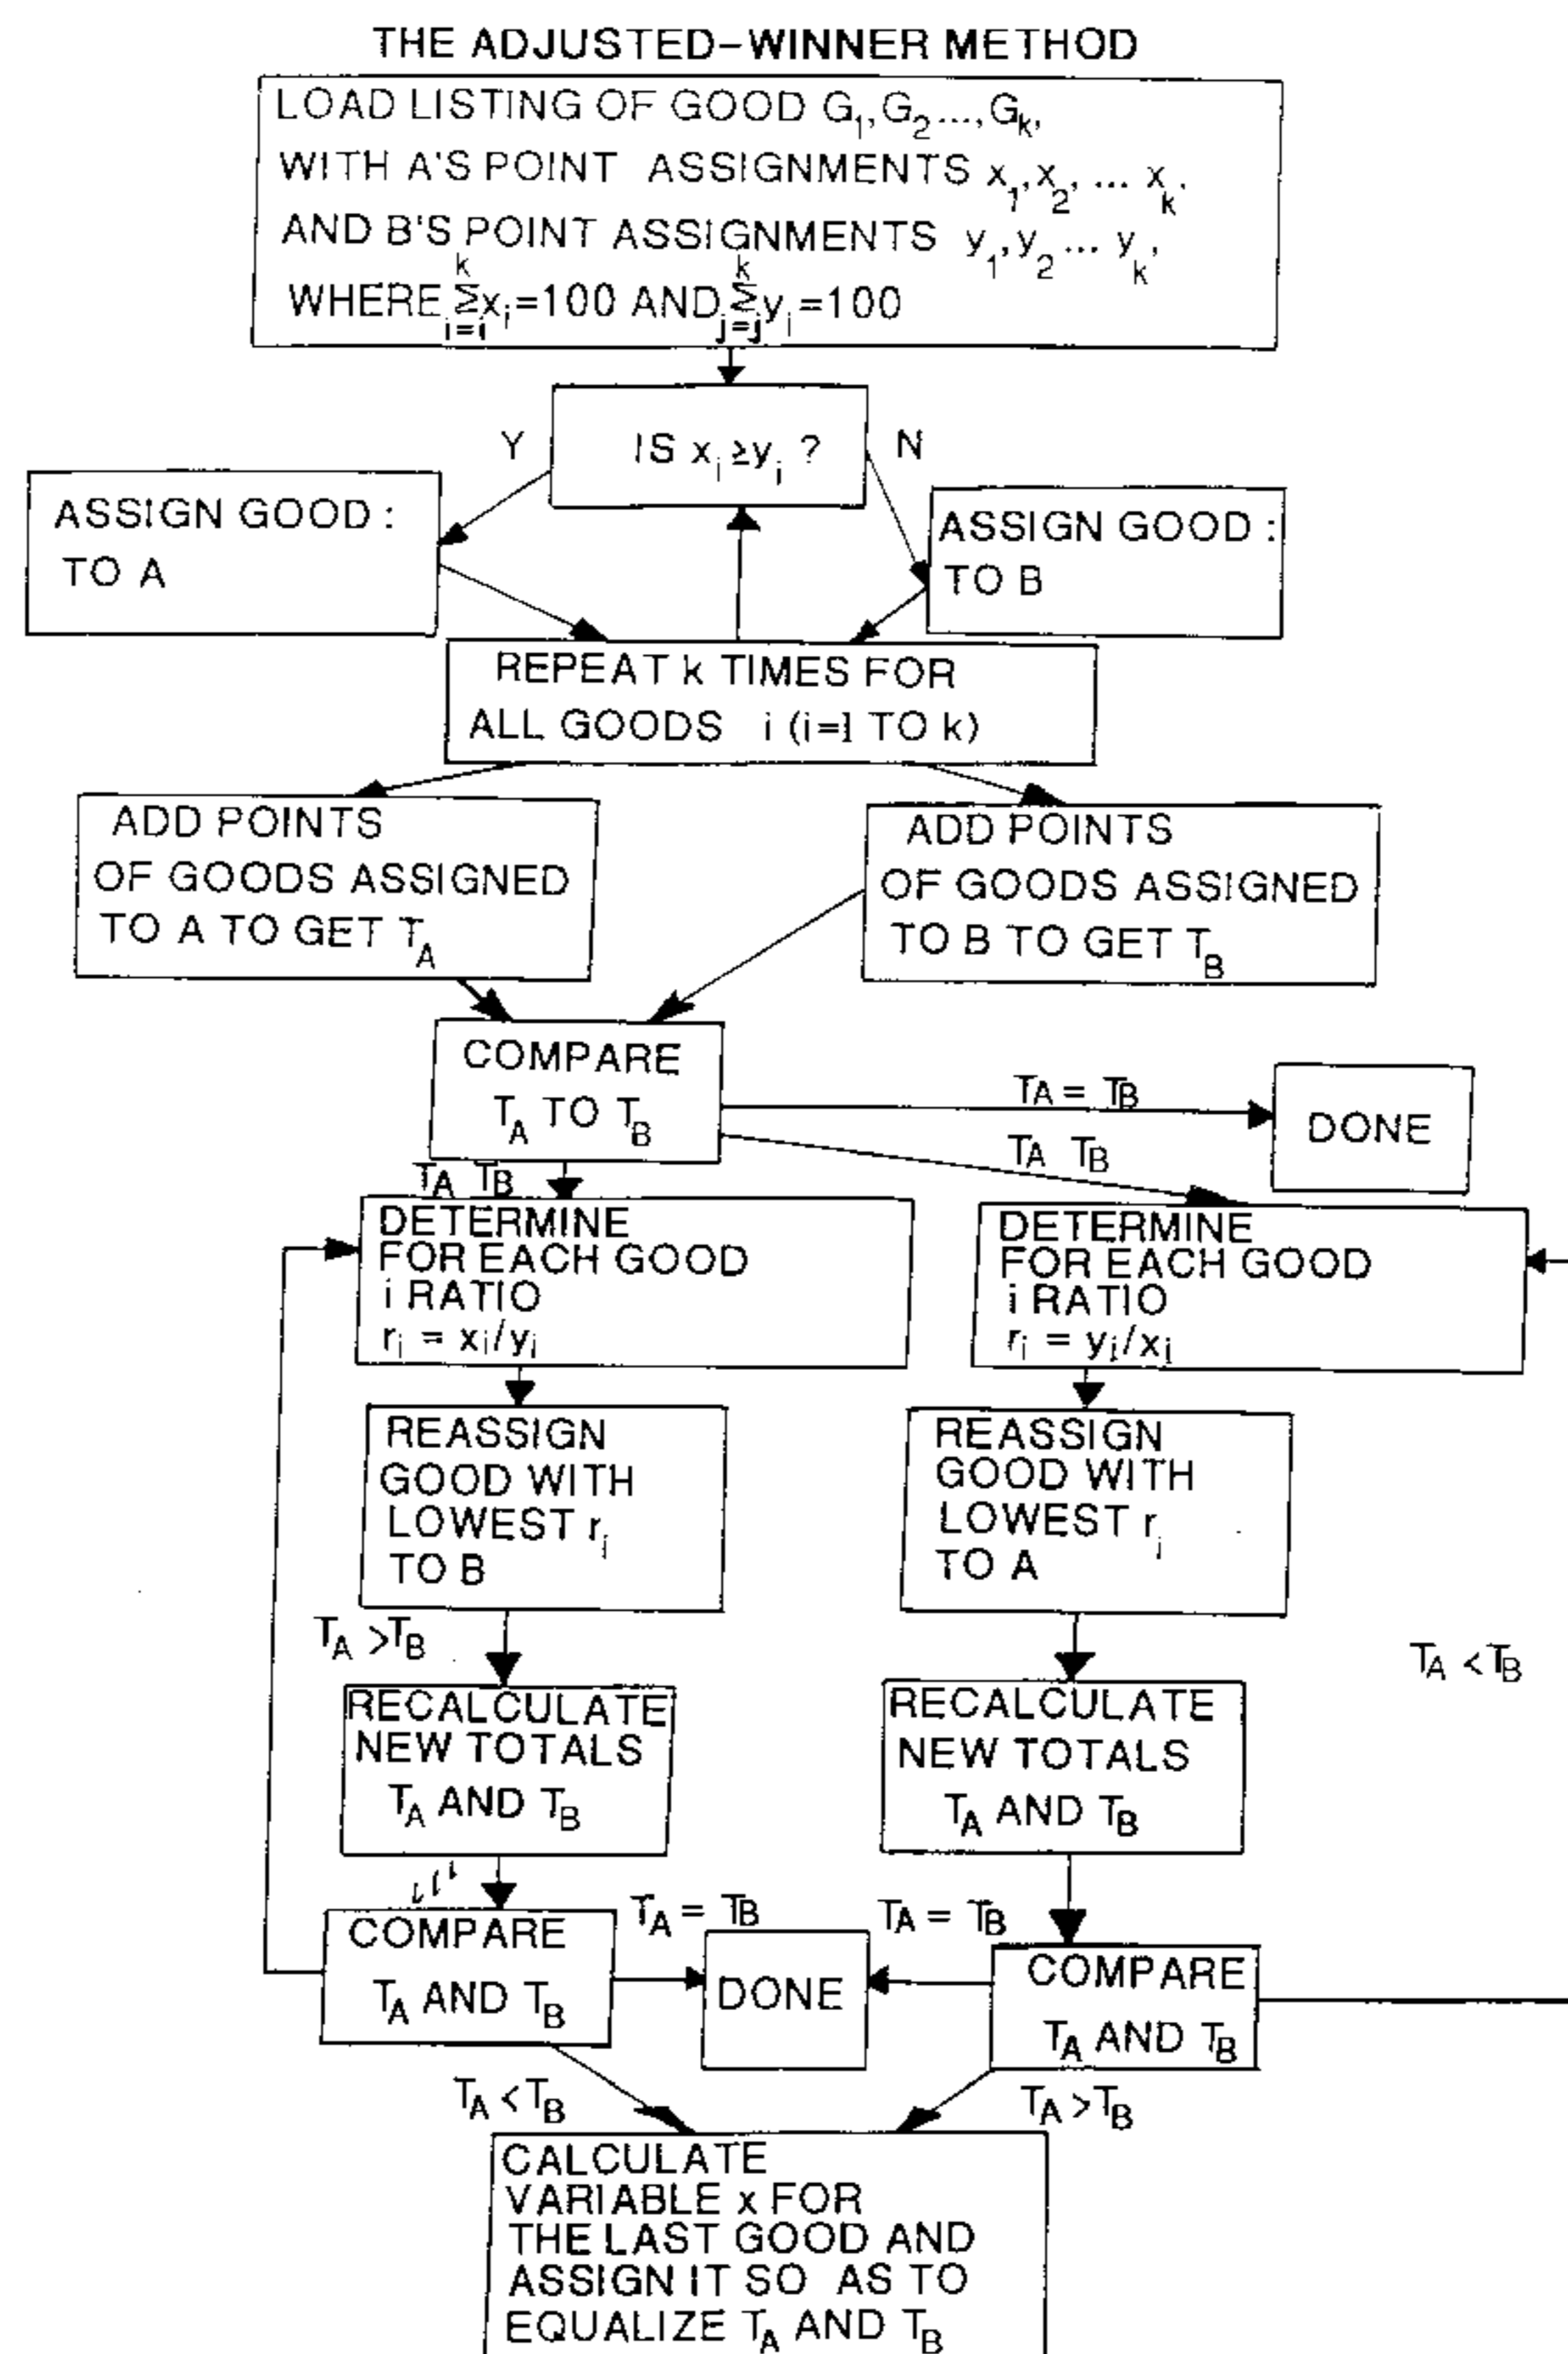 THE ADJUSTED-WINNER METHOD
LOAD LISTING OF GOOD G1, G2 ..., Gk,
WITH A'S POINT ASSIGNMENTS x1, x2, ... xk,
AND B'S POINT ASSIGNMENTS y1, y2 ... yk,
WHERE k Σ i=i xi =100 AND k Σ j=j yi =100
IS xi ≥yi ?
Y
N
ASSIGN GOOD :
TO A
ASSIGN GOOD :
TO B
REPEAT k TIMES FOR
ALL GOODS i (i=1 TO k)
ADD POINTS
OF GOODS ASSIGNED
TO A TO GET TA
ADD POINTS
OF GOODS ASSIGNED
TO B TO GET TB
COMPARE
TA TO TB
TA = TB
DONE
TA TB
TA TB
DETERMINE
FOR EACH GOOD
i RATIO
ri = xi/yi
DETERMINE
FOR EACH GOOD
i RATIO
ri = yi/xi
REASSIGN
GOOD WITH
LOWEST ri
TO B
REASSIGN
GOOD WITH
LOWEST ri
TO A
TA >TB
TA <TB
RECALCULATE
NEW TOTALS
TA AND TB
RECALCULATE
NEW TOTALS
TA AND TB
COMPARE
TA AND TB
TA = TB
DONE
TA = TB
COMPARE
TA AND TB
TA <TB
TA >TB
CALCULATE
VARIABLE x FOR
THE LAST GOOD AND
ASSIGN IT SO AS TO
EQUALIZE TA AND TB